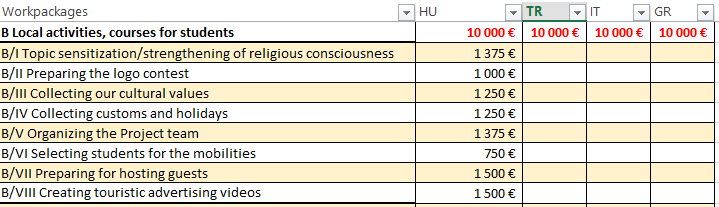 Workpackages HU TR IT GR
B Local activities, courses for students 10 000 € 10 000 € 10 000 € 10 000 €
B/I Topic sensitization/strengthening of religious consciousness 1 375 €
B/II Preparing the logo contest 1 000 €
B/III Collecting our cultural values 1 250 €
B/IV Collecting customs and holidays 1 250 €
B/V Organizing the Project team 1 375 €
B/VI Selecting students for the mobilities 750 €
B/VII Preparing for hosting guests 1 500 €
B/VIII Creating touristic advertising videos 1 500 €